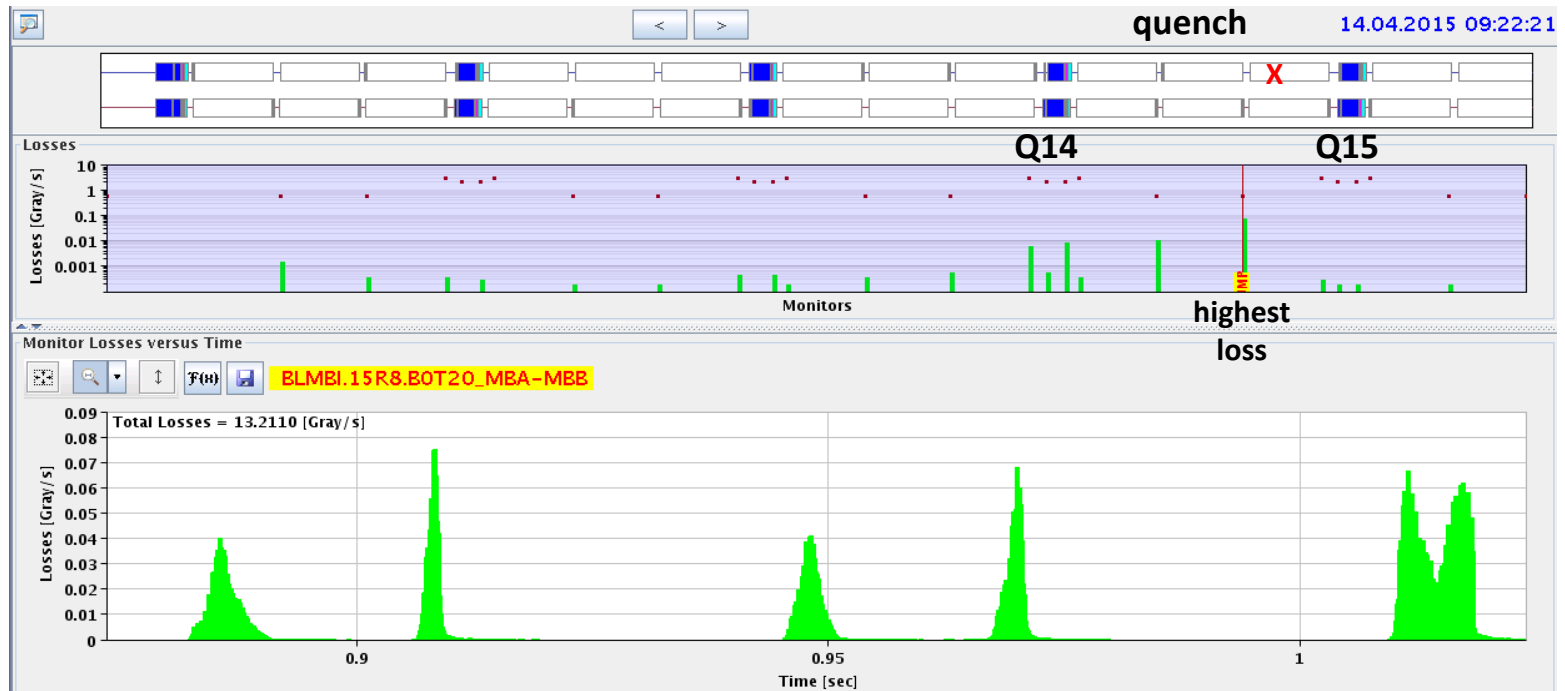 < > quench 14.04.2015 09:22:21
X
Q14 Q15
Losses
Losses [Gray/s]
10
1
0.1
0.01
0.001
Monitors
highest
loss
Monitor Losses versus Time
F(x) BLMBI.15R8.B0T20_MBA-MBB
Total Losses = 13.2110 [Gray/s]
Losses [Gray/s]
0.09
0.08
0.07
0.06
0.05
0.04
0.03
0.02
0.01
0
0.9 0.95 1
Time [sec]